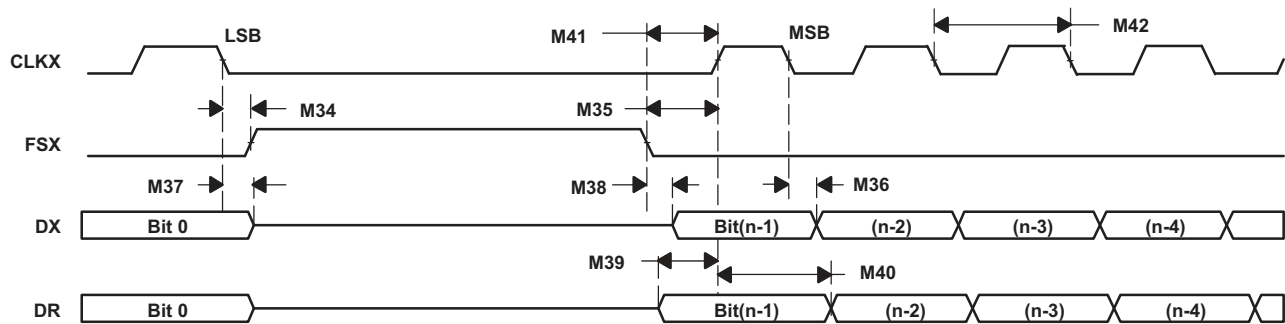 LSB
M41
MSB
M42
CLKX
M34
M35
FSX
M37
M38
M36
DX
Bit 0
Bit(n-1)
(n-2)
(n-3)
(n-4)
M39
M40
DR
Bit 0
Bit(n-1)
(n-2)
(n-3)
(n-4)